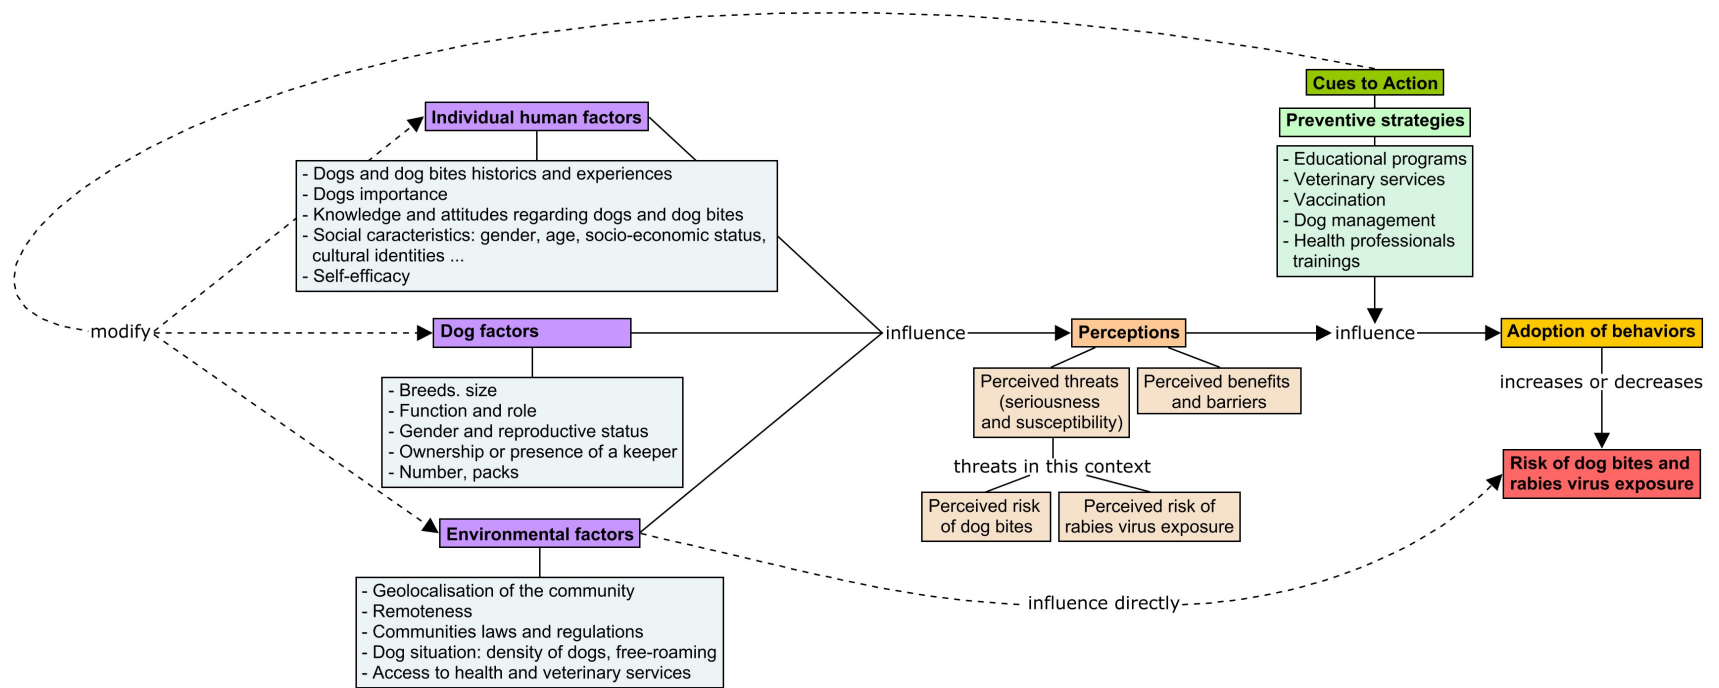 Cues to Action
Preventive strategies
- Educational programs
- Veterinary services
- Vaccination
- Dog management
- Health professionals
trainings
Individual human factors
- Dogs and dog bites historics and experiences
- Dogs importance
- Knowledge and attitudes regarding dogs and dog bites
- Social caracteristics: gender, age, socio-economic status,
cultural identities ...
- Self-efficacy
modify
Dog factors
influence
Perceptions
influence
Adoption of behaviors
- Breeds. size
- Function and role
- Gender and reproductive status
- Ownership or presence of a keeper
- Number, packs
Perceived threats
(seriousness
and susceptibility)
Perceived benefits
and barriers
increases or decreases
threats in this context
Perceived risk
of dog bites
Perceived risk of
rabies virus exposure
Risk of dog bites and
rabies virus exposure
Environmental factors
- Geolocalisation of the community
- Remoteness
- Communities laws and regulations
- Dog situation: density of dogs, free-roaming
- Access to health and veterinary services
influence directly